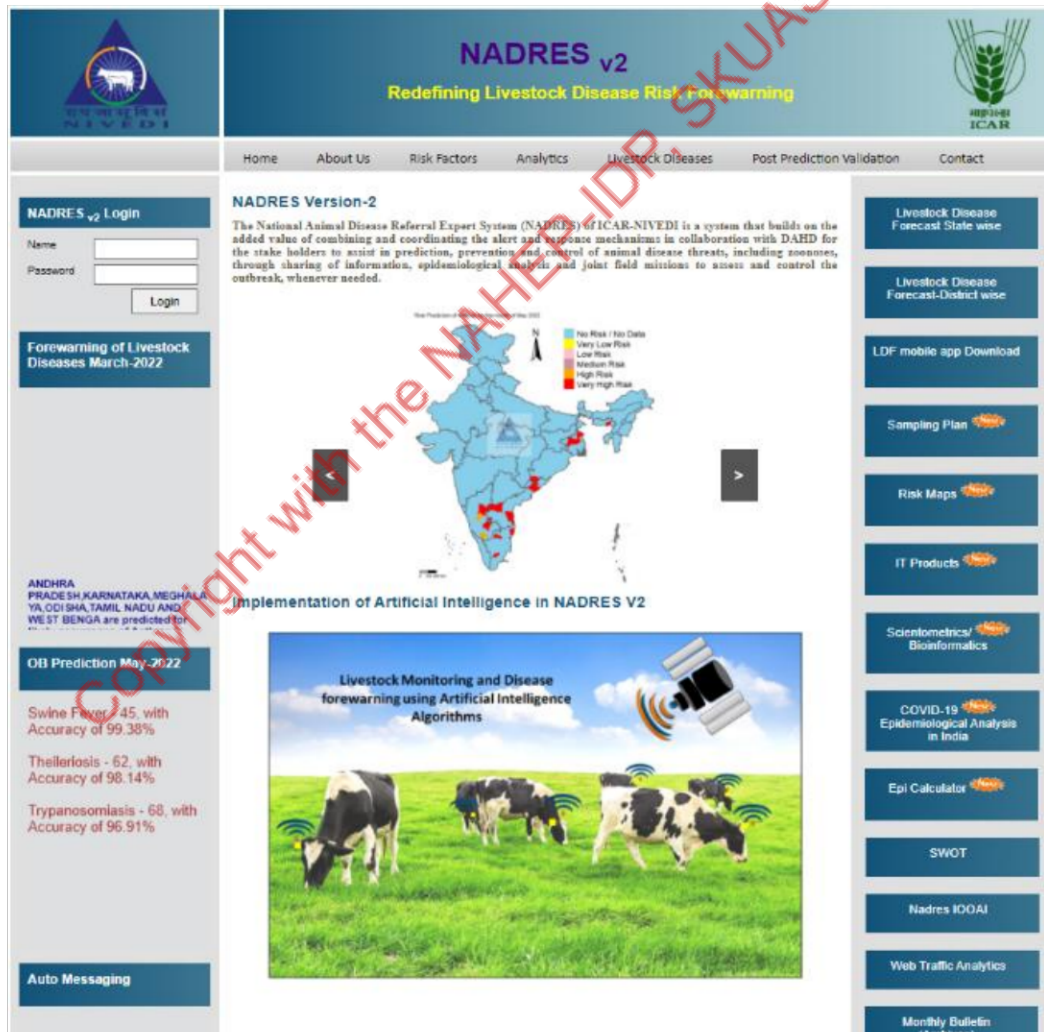 NIVEDI
NADRES v2
Redefining Livestock Disease Risk Forewarning
भाकृअनुप
ICAR
Home About Us Risk Factors Analytics Livestock Diseases Post Prediction Validation Contact
NADRES v2 Login
Name
Password
Login
Forewarning of Livestock
Diseases March-2022
ANDHRA
PRADESH,KARNATAKA,MEGHALA
YA,ODISHA,TAMIL NADU AND
WEST BENGA are predicted for
OB Prediction May-2022
Swine Fever - 45, with
Accuracy of 99.38%
Theileriosis - 62, with
Accuracy of 98.14%
Trypanosomiasis - 68, with
Accuracy of 96.91%
Auto Messaging
NADRES Version-2
The National Animal Disease Referral Expert System (NADRES) of ICAR-NIVEDI is a system that builds on the
added value of combining and coordinating the alert and response mechanisms in collaboration with DAHD for
the stake holders to assist in prediction, prevention and control of animal disease threats, including zoonoses,
through sharing of information, epidemiological analysis and joint field missions to assess and control the
outbreak, whenever needed.
N
No Risk / No Data
Very Low Risk
Low Risk
Medium Risk
High Risk
Very High Risk
< >
Implementation of Artificial Intelligence in NADRES V2
Livestock Monitoring and Disease
forewarning using Artificial Intelligence
Algorithms
Livestock Disease
Forecast State wise
Livestock Disease
Forecast-District wise
LDF mobile app Download
Sampling Plan New
Risk Maps New
IT Products New
Scientometrics/ New
Bioinformatics
COVID-19 New
Epidemiological Analysis
in India
Epi Calculator New
SWOT
Nadres IOOAI
Web Traffic Analytics
Monthly Bulletin
Copyright with the NAHEP-IDP, SKUAS